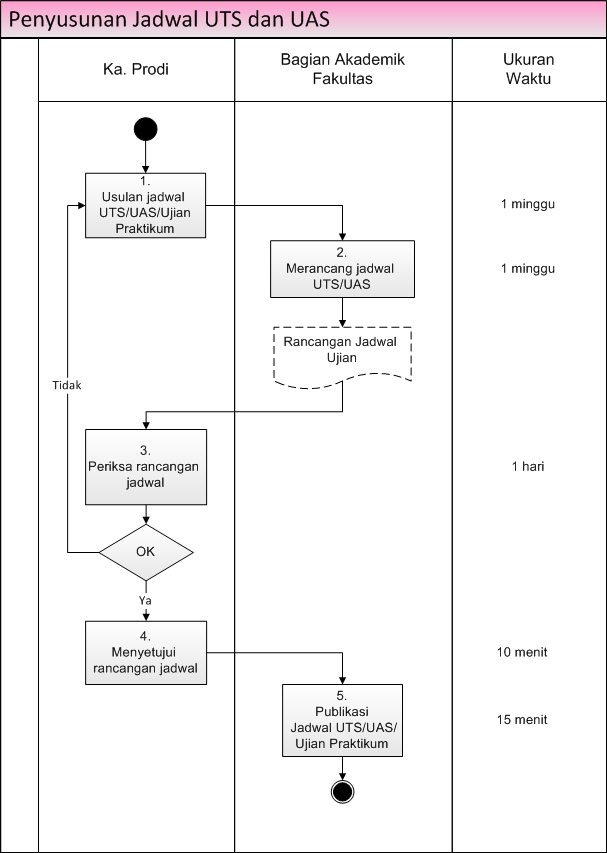 Penyusunan Jadwal UTS dan UAS
Ka. Prodi
Bagian Akademik
Fakultas
Ukuran
Waktu
1.
Usulan jadwal
UTS/UAS/Ujian
Praktikum
1 minggu
2.
Merancang jadwal
UTS/UAS
1 minggu
Rancangan Jadwal
Ujian
Tidak
3.
Periksa rancangan
jadwal
1 hari
OK
Ya
4.
Menyetujui
rancangan jadwal
10 menit
5.
Publikasi
Jadwal UTS/UAS/
Ujian Praktikum
15 menit